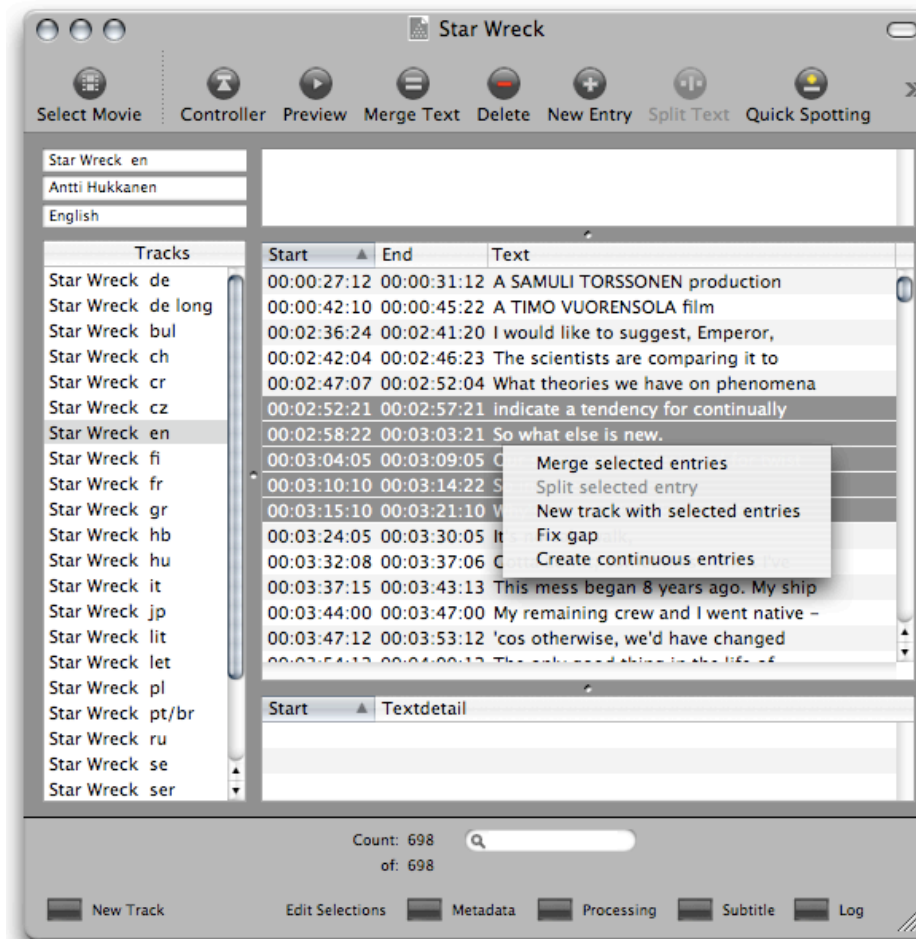 Star Wreck
Select Movie Controller Preview Merge Text Delete New Entry Split Text Quick Spotting
Star Wreck en
Antti Hukkanen
English
Tracks
Star Wreck de
Star Wreck de long
Star Wreck bul
Star Wreck ch
Star Wreck cr
Star Wreck cz
Star Wreck en
Star Wreck fi
Star Wreck fr
Star Wreck gr
Star Wreck hb
Star Wreck hu
Star Wreck it
Star Wreck jp
Star Wreck lit
Star Wreck let
Star Wreck pl
Star Wreck pt/br
Star Wreck ru
Star Wreck se
Star Wreck ser
Start End Text
00:00:27:12 00:00:31:12 A SAMULI TORSSONEN production
00:00:42:10 00:00:45:22 A TIMO VUORENSOLA film
00:02:36:24 00:02:41:20 I would like to suggest, Emperor,
00:02:42:04 00:02:46:23 The scientists are comparing it to
00:02:47:07 00:02:52:04 What theories we have on phenomena
00:02:52:21 00:02:57:21 indicate a tendency for continually
00:02:58:22 00:03:03:21 So what else is new.
00:03:04:05 00:03:09:05
00:03:10:10 00:03:14:22
00:03:15:10 00:03:21:10
00:03:24:05 00:03:30:05
00:03:32:08 00:03:37:06
00:03:37:15 00:03:43:13 This mess began 8 years ago. My ship
00:03:44:00 00:03:47:00 My remaining crew and I went native –
00:03:47:12 00:03:53:12 'cos otherwise, we'd have changed
The only good thing in the life of
Merge selected entries
Split selected entry
New track with selected entries
Fix gap
Create continuous entries
Start Textdetail
Count: 698
of: 698
New Track Edit Selections Metadata Processing Subtitle Log